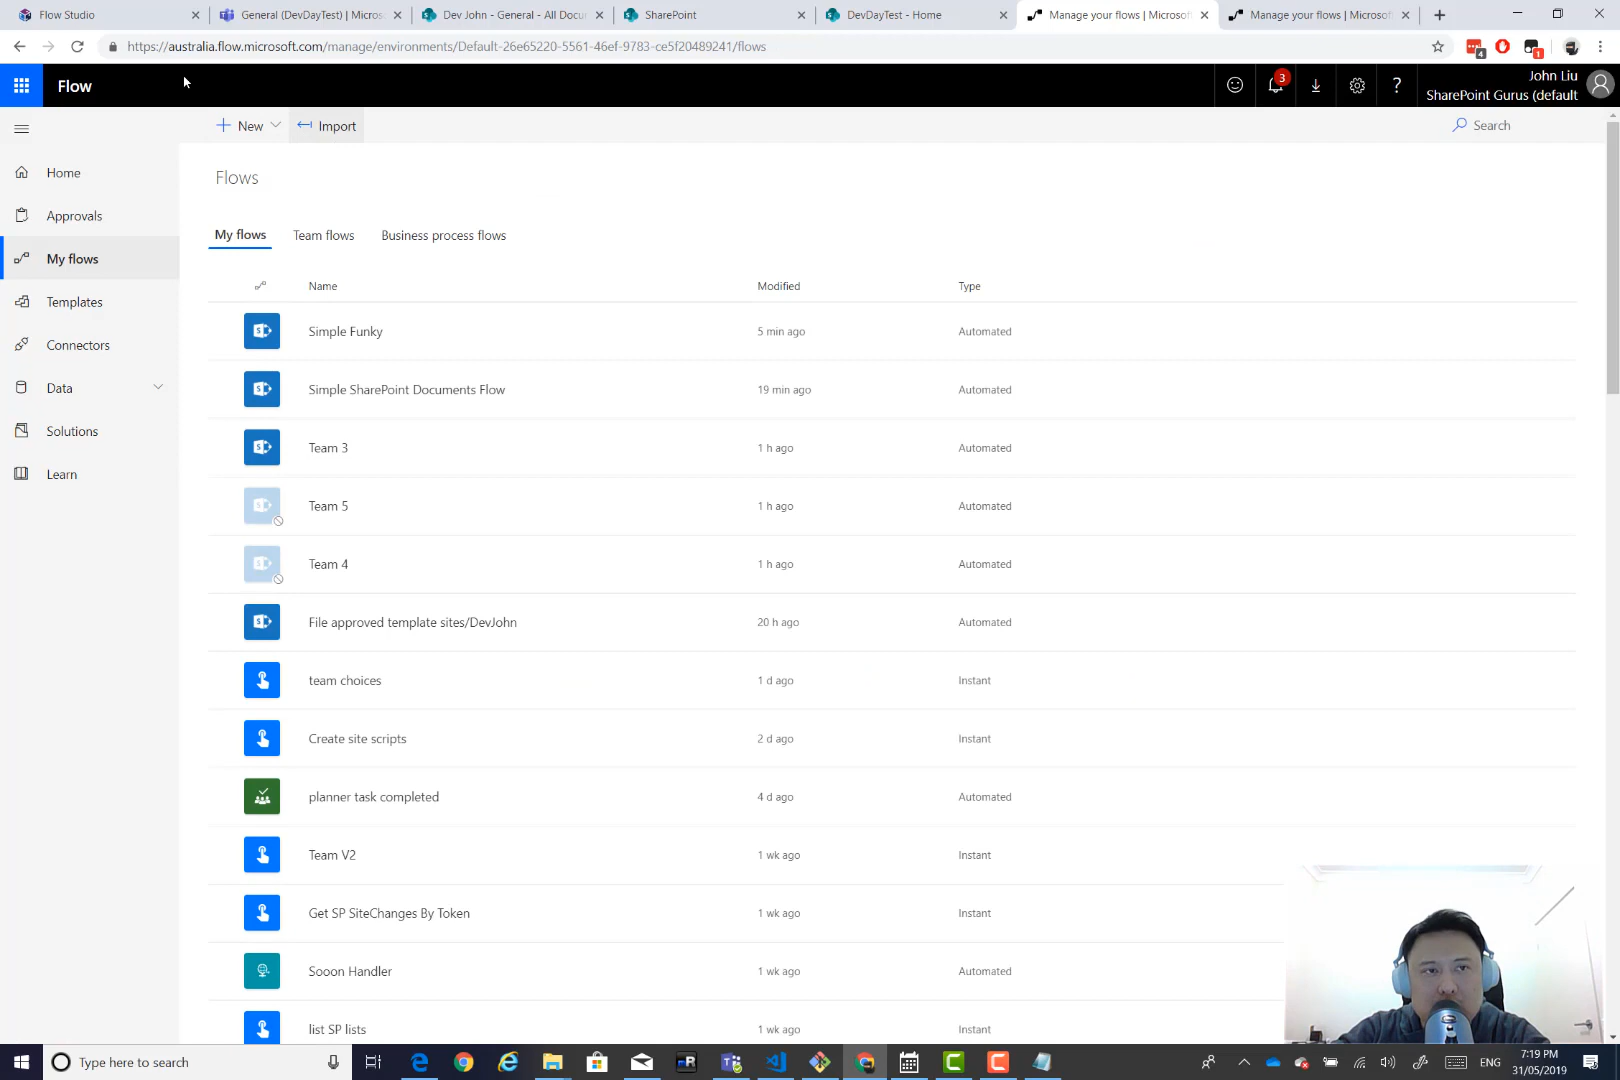 Flow Studio
General (DevDayTest) | Micros
Dev John - General - All Docu
SharePoint
DevDayTest - Home
Manage your flows | Microsoft
Manage your flows | Microsoft
https://australia.flow.microsoft.com/manage/environments/Default-26e65220-5561-46ef-9783-ce5f20489241/flows
4
1
Flow
3
?
John Liu
SharePoint Gurus (default
New
Import
Search
Home
Approvals
My flows
Templates
Connectors
Data
Solutions
Learn
Flows
My flows
Team flows
Business process flows
Name
Modified
Type
Simple Funky
5 min ago
Automated
Simple SharePoint Documents Flow
19 min ago
Automated
Team 3
1 h ago
Automated
Team 5
1 h ago
Automated
Team 4
1 h ago
Automated
File approved template sites/DevJohn
20 h ago
Automated
team choices
1 d ago
Instant
Create site scripts
2 d ago
Instant
planner task completed
4 d ago
Automated
Team V2
1 wk ago
Instant
Get SP SiteChanges By Token
1 wk ago
Instant
Sooon Handler
1 wk ago
Automated
list SP lists
1 wk ago
Instant
Type here to search
ENG
7:19 PM
31/05/2019